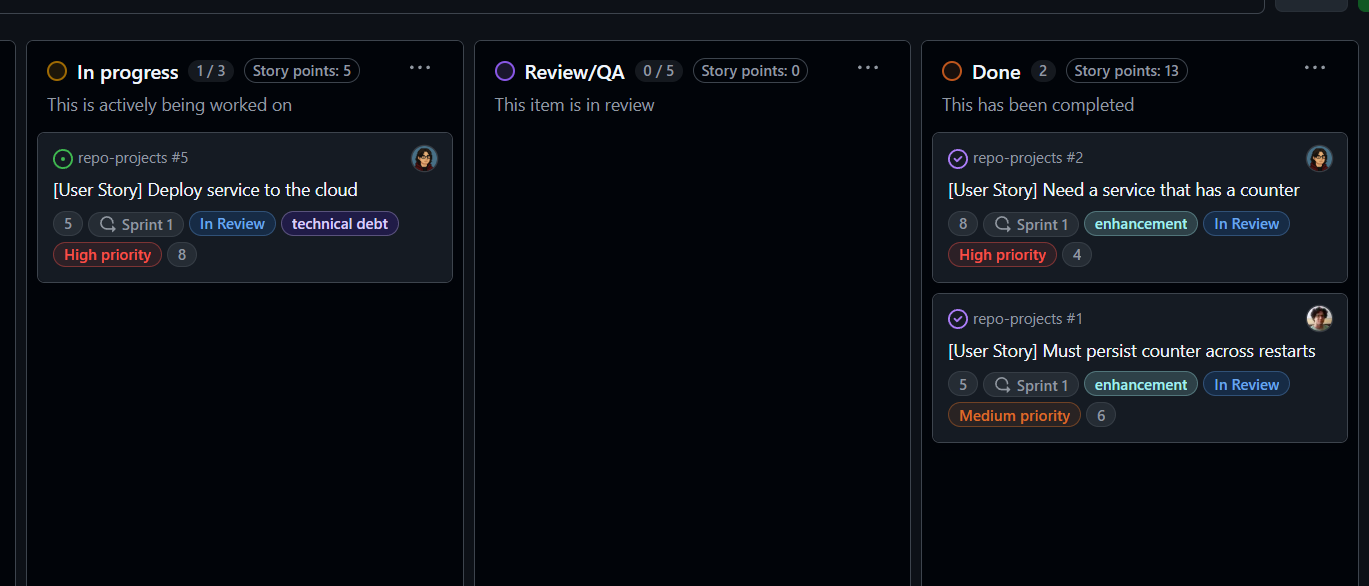 In progress 1 / 3 Story points: 5 ...
This is actively being worked on
repo-projects #5
[User Story] Deploy service to the cloud
5 Sprint 1 In Review technical debt
High priority 8
Review/QA 0 / 5 Story points: 0 ...
This item is in review
Done 2 Story points: 13 ...
This has been completed
repo-projects #2
[User Story] Need a service that has a counter
8 Sprint 1 enhancement In Review
High priority 4
repo-projects #1
[User Story] Must persist counter across restarts
5 Sprint 1 enhancement In Review
Medium priority 6